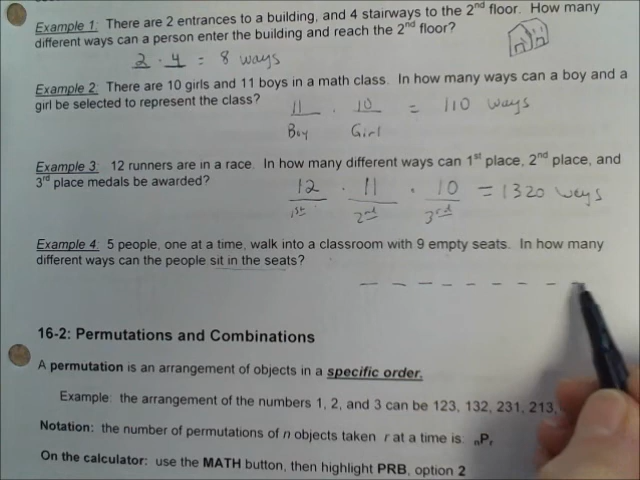 Example 1: There are 2 entrances to a building, and 4 stairways to the 2nd floor. How many
different ways can a person enter the building and reach the 2nd floor?
2 · 4 = 8 ways
Example 2: There are 10 girls and 11 boys in a math class. In how many ways can a boy and a
girl be selected to represent the class?
11 · 10 = 110 ways
Boy Girl
Example 3: 12 runners are in a race. In how many different ways can 1st place, 2nd place, and
3rd place medals be awarded?
12 · 11 · 10 = 1320 ways
1st 2nd 3rd
Example 4: 5 people, one at a time, walk into a classroom with 9 empty seats. In how many
different ways can the people sit in the seats?
16-2: Permutations and Combinations
A permutation is an arrangement of objects in a specific order.
Example: the arrangement of the numbers 1, 2, and 3 can be 123, 132, 231, 213,
Notation: the number of permutations of n objects taken r at a time is: nPr
On the calculator: use the MATH button, then highlight PRB, option 2